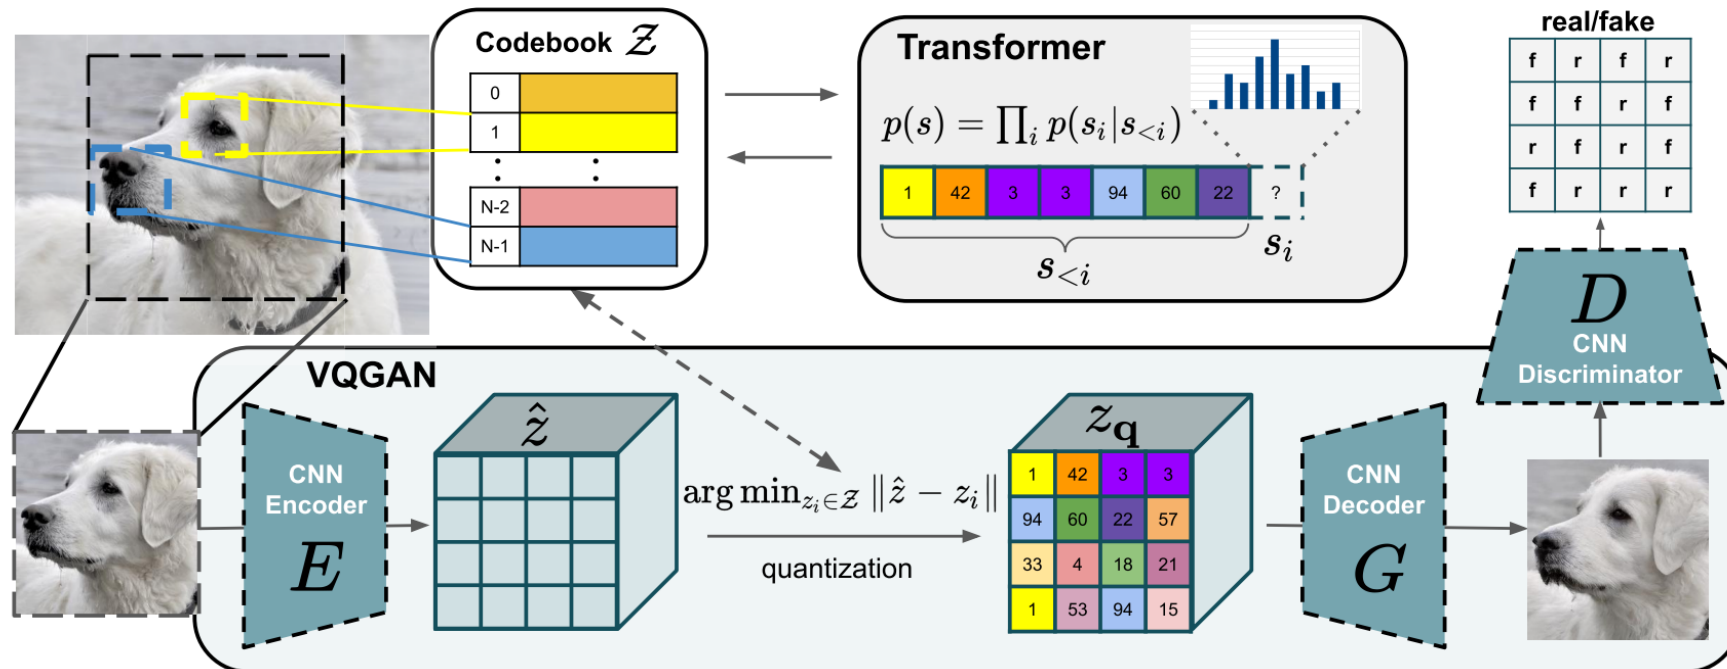 Codebook 𝒵
0
1
N-2
N-1
Transformer
p(s) = ∏ᵢ p(sᵢ|s<ᵢ)
1 42 3 3 94 60 22 ?
s<ᵢ
sᵢ
real/fake
f r f r
f f r f
r f r f
f r r r
D
CNN
Discriminator
VQGAN
CNN
Encoder
E
ẑ
arg min_{zᵢ∈𝒵} ‖ẑ − zᵢ‖
quantization
z_𝐪
1 42 3 3
94 60 22 57
33 4 18 21
1 53 94 15
CNN
Decoder
G